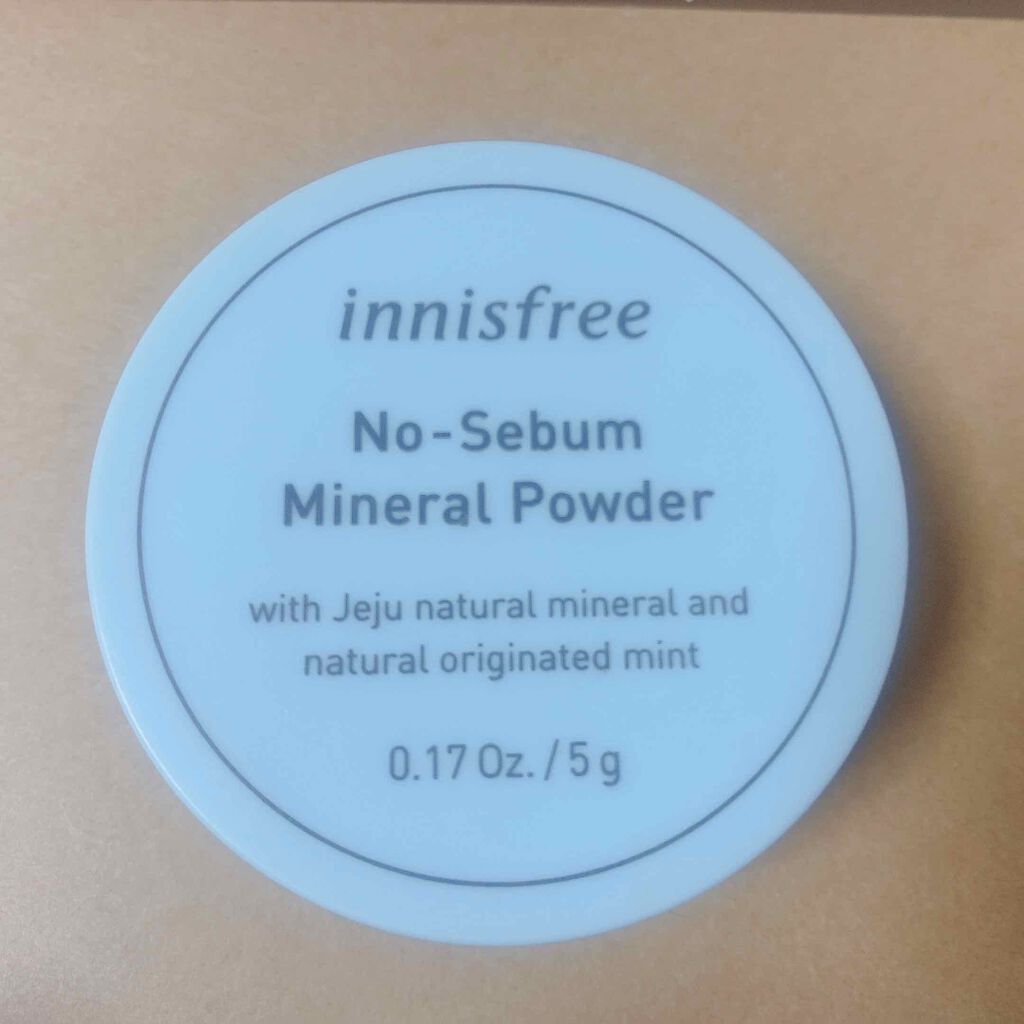 innisfree
No-Sebum
Mineral Powder
with Jeju natural mineral and
natural originated mint
0.17 Oz. / 5 g